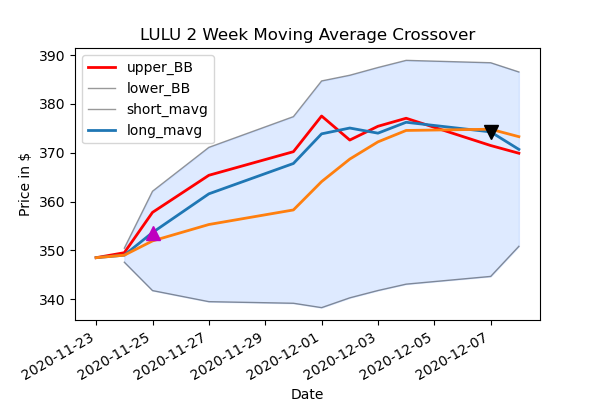 LULU 2 Week Moving Average Crossover
upper_BB
lower_BB
short_mavg
long_mavg
Price in $
390
380
370
360
350
340
2020-11-23
2020-11-25
2020-11-27
2020-11-29
2020-12-01
2020-12-03
2020-12-05
2020-12-07
Date